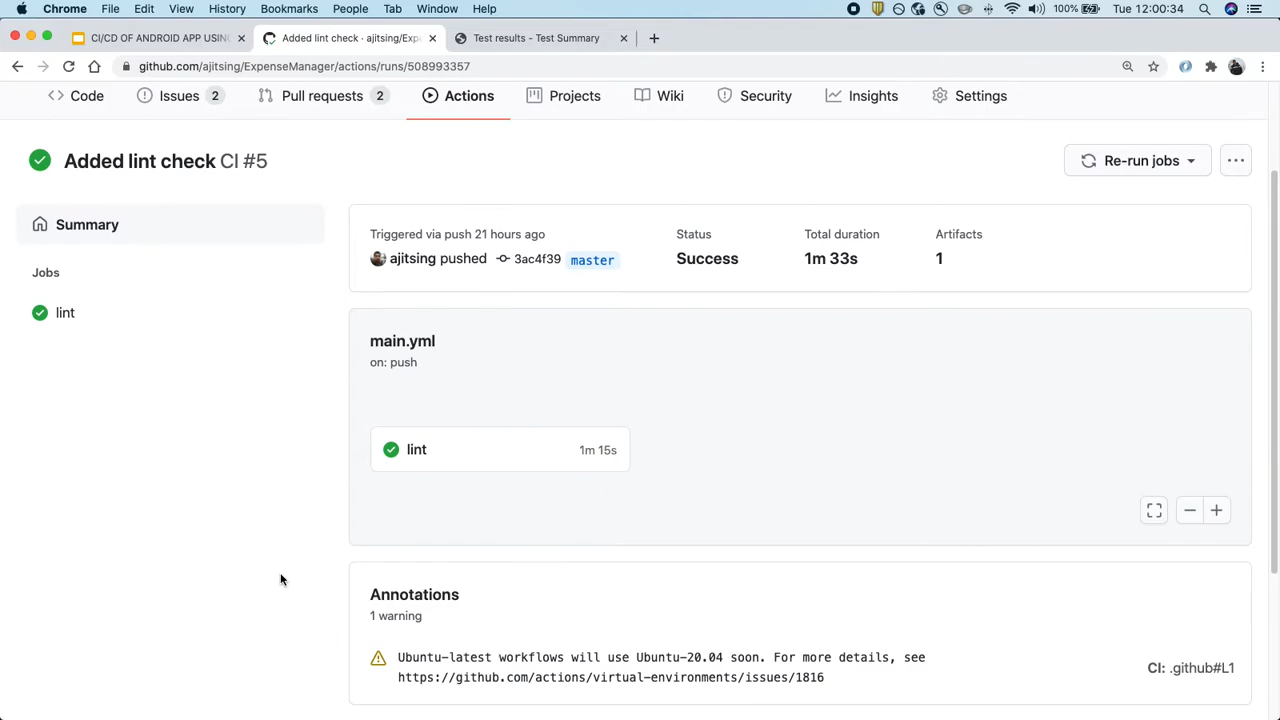 Chrome File Edit View History Bookmarks People Tab Window Help 100% Tue 12:00:34
CI/CD OF ANDROID APP USING Added lint check · ajitsing/Exp Test results - Test Summary
github.com/ajitsing/ExpenseManager/actions/runs/508993357
Code Issues 2 Pull requests 2 Actions Projects Wiki Security Insights Settings
Added lint check CI #5 Re-run jobs
Summary
Jobs
lint
Triggered via push 21 hours ago Status Total duration Artifacts
ajitsing pushed 3ac4f39 master Success 1m 33s 1
main.yml
on: push
lint 1m 15s
Annotations
1 warning
Ubuntu-latest workflows will use Ubuntu-20.04 soon. For more details, see
https://github.com/actions/virtual-environments/issues/1816
CI: .github#L1